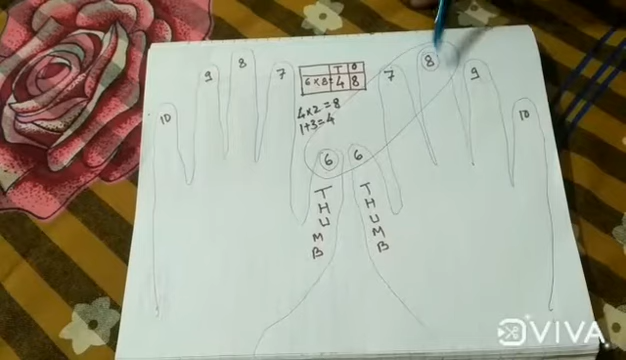 T O
6 × 8 = 4 8
4×2 = 8
1+3 = 4
10 9 8 7
7 8 9 10
6 6
THUMB
THUMB
VIVA